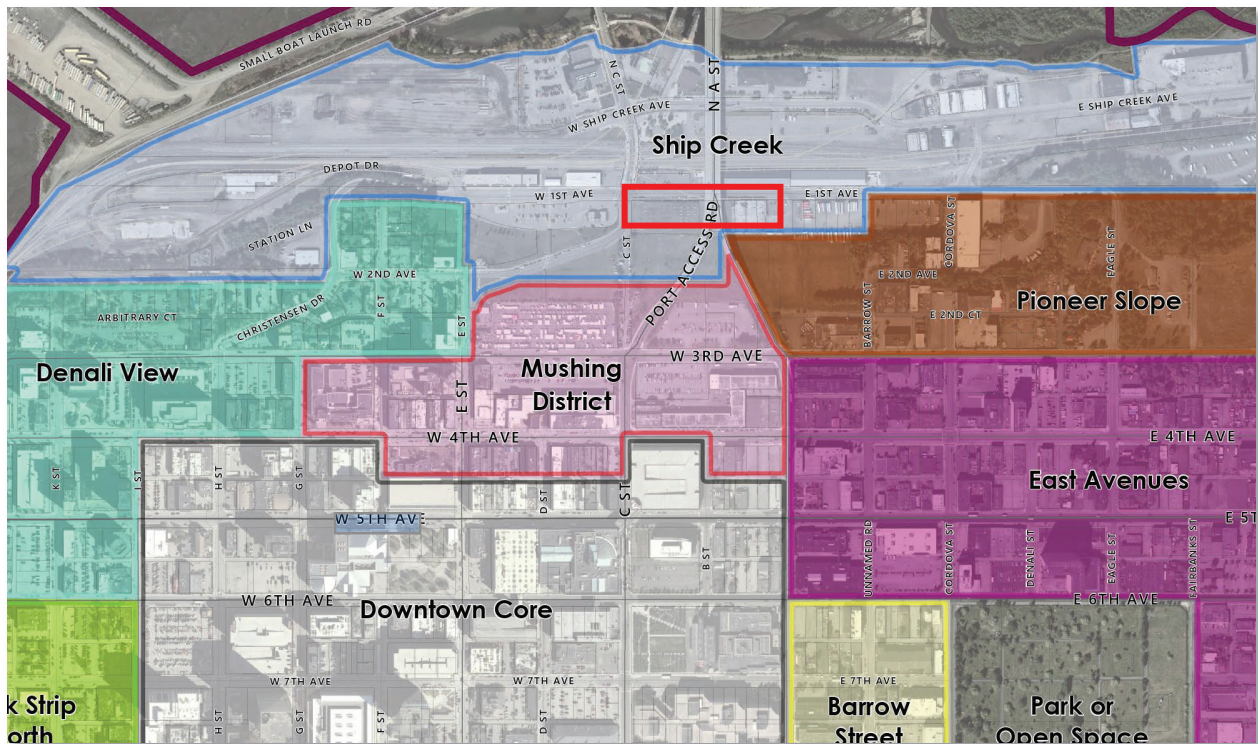 SMALL BOAT LAUNCH RD
N C ST
N A ST
W SHIP CREEK AVE
E SHIP CREEK AVE
Ship Creek
DEPOT DR
W 1ST AVE
E 1ST AVE
STATION LN
C ST
PORT ACCESS RD
CORDOVA ST
EAGLE ST
W 2ND AVE
E 2ND AVE
Pioneer Slope
ARBITRARY CT
CHRISTENSEN DR
F ST
E ST
BARROW ST
E 2ND CT
Denali View
Mushing
District
W 3RD AVE
E ST
W 4TH AVE
E 4TH AVE
K ST
I ST
H ST
G ST
D ST
C ST
East Avenues
W 5TH AVE
E 5T
B ST
UNNAMED RD
CORDOVA ST
DENALI ST
EAGLE ST
FAIRBANKS ST
W 6TH AVE
E 6TH AVE
Downtown Core
W 7TH AVE
W 7TH AVE
E 7TH AVE
k Strip
orth
H ST
G ST
F ST
D ST
Barrow
Street
Park or
Open Space